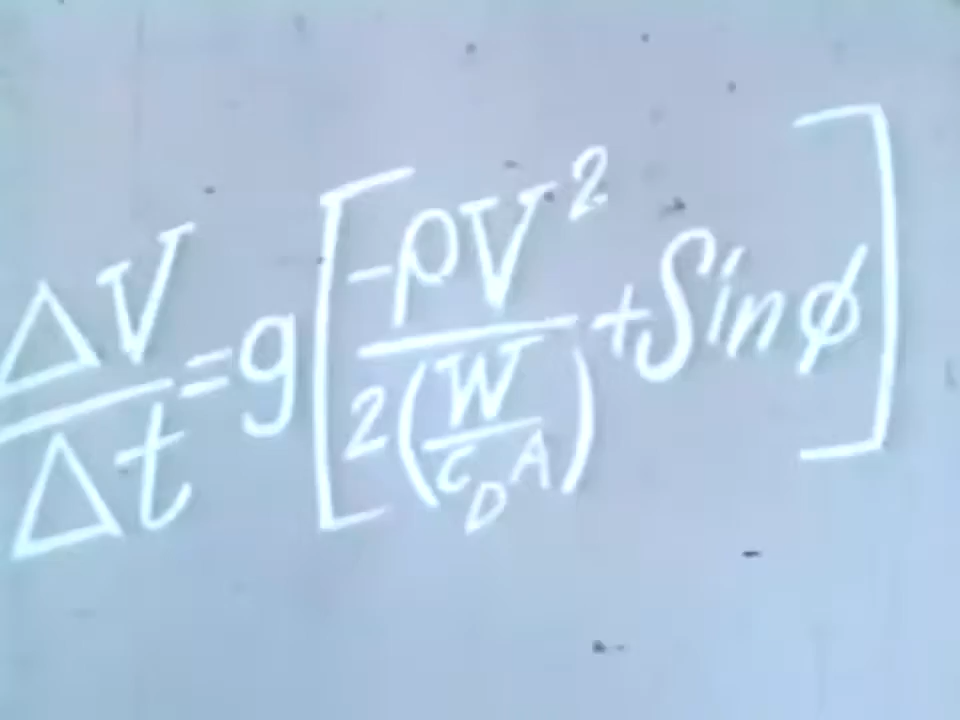 ΔV/Δt = g[-ρV²/2(W/C_D A) + Sin ϕ]